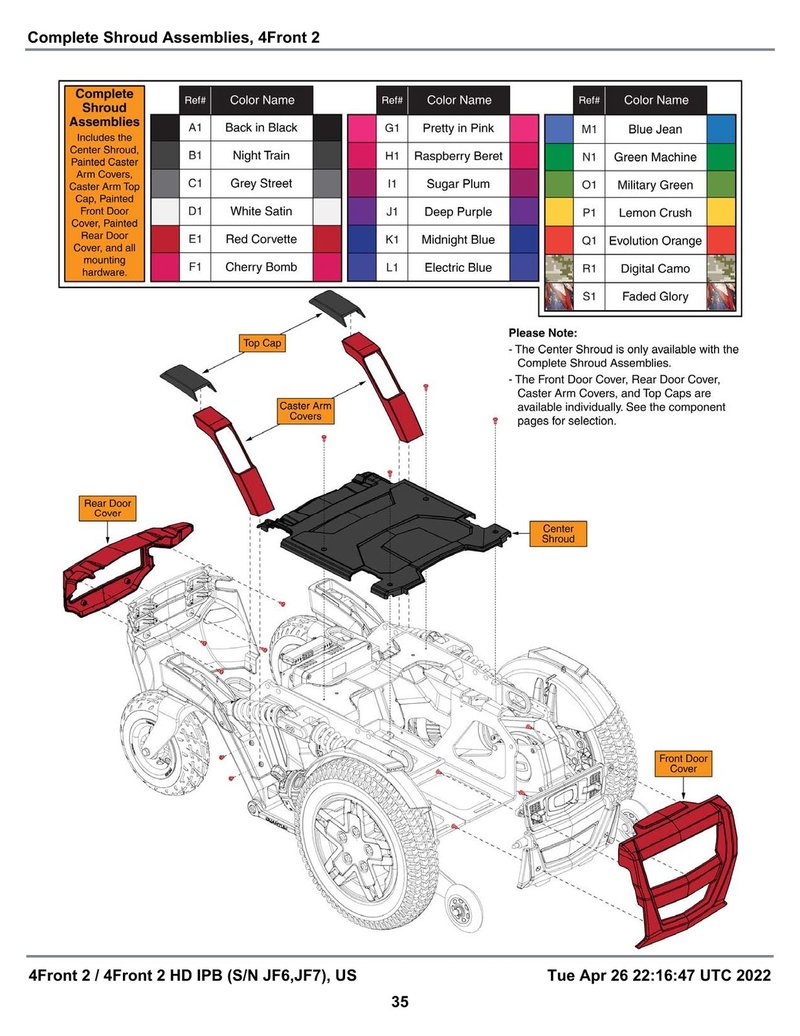 Complete Shroud Assemblies, 4Front 2
Complete
Shroud
Assemblies
Includes the
Center Shroud,
Painted Caster
Arm Covers,
Caster Arm Top
Cap, Painted
Front Door
Cover, Painted
Rear Door
Cover, and all
mounting
hardware.
Ref# Color Name
A1 Back in Black
B1 Night Train
C1 Grey Street
D1 White Satin
E1 Red Corvette
F1 Cherry Bomb
Ref# Color Name
G1 Pretty in Pink
H1 Raspberry Beret
I1 Sugar Plum
J1 Deep Purple
K1 Midnight Blue
L1 Electric Blue
Ref# Color Name
M1 Blue Jean
N1 Green Machine
O1 Military Green
P1 Lemon Crush
Q1 Evolution Orange
R1 Digital Camo
S1 Faded Glory
Please Note:
- The Center Shroud is only available with the
Complete Shroud Assemblies.
- The Front Door Cover, Rear Door Cover,
Caster Arm Covers, and Top Caps are
available individually. See the component
pages for selection.
Top Cap
Caster Arm
Covers
Rear Door
Cover
Center
Shroud
Front Door
Cover
QUANTUM
4Front 2 / 4Front 2 HD IPB (S/N JF6,JF7), US
Tue Apr 26 22:16:47 UTC 2022
35